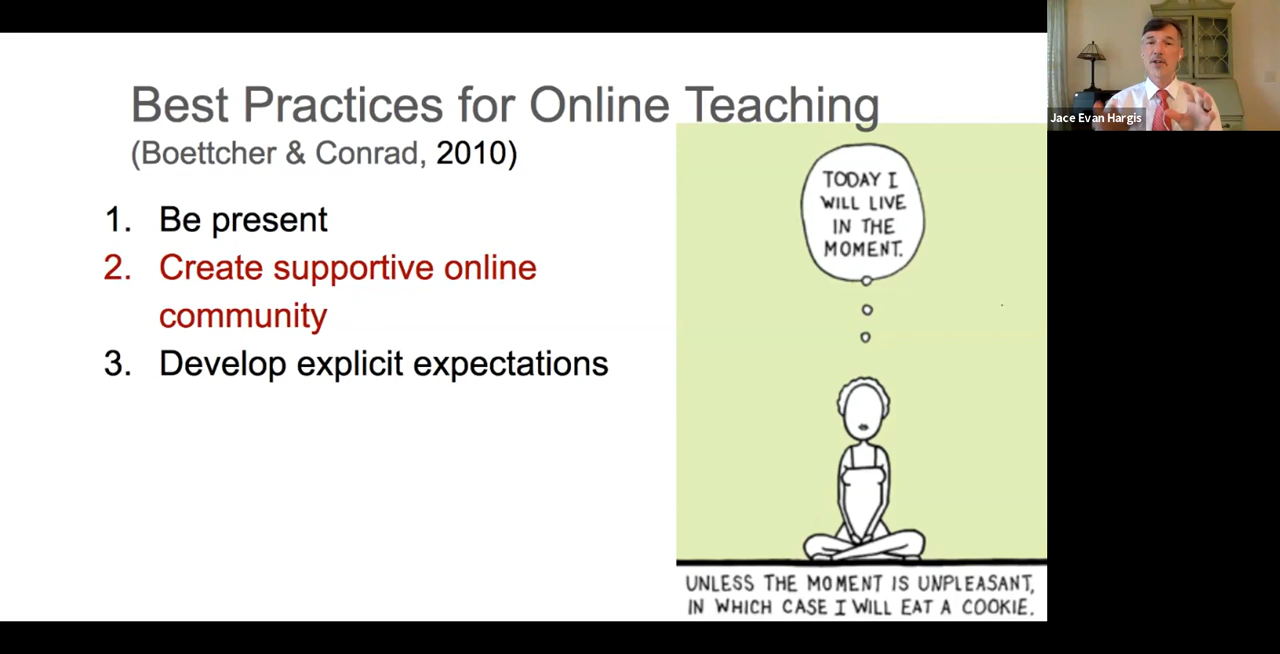 Best Practices for Online Teaching
(Boettcher & Conrad, 2010)
1. Be present
2. Create supportive online
community
3. Develop explicit expectations
TODAY I
WILL LIVE
IN THE
MOMENT.
UNLESS THE MOMENT IS UNPLEASANT,
IN WHICH CASE I WILL EAT A COOKIE.
Jace Evan Hargis